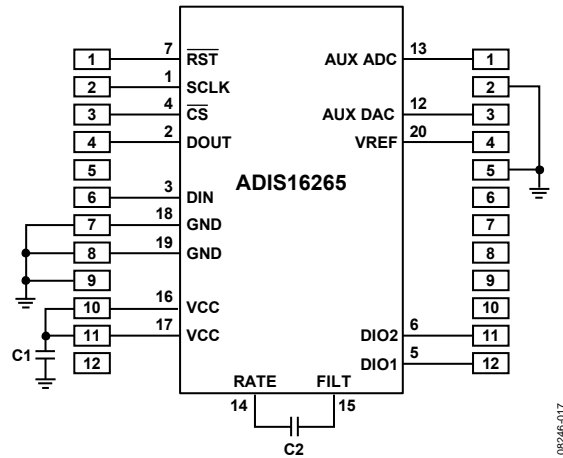 1 7 RST AUX ADC 13 1
2 1 SCLK 2
3 4 CS AUX DAC 12 3
4 2 DOUT VREF 20 4
5 ADIS16265 5
6 3 DIN 6
7 18 GND 7
8 19 GND 8
9 9
10 16 VCC 10
11 17 VCC DIO2 6 11
C1 12 DIO1 5 12
RATE FILT
14 15
C2
08246-017